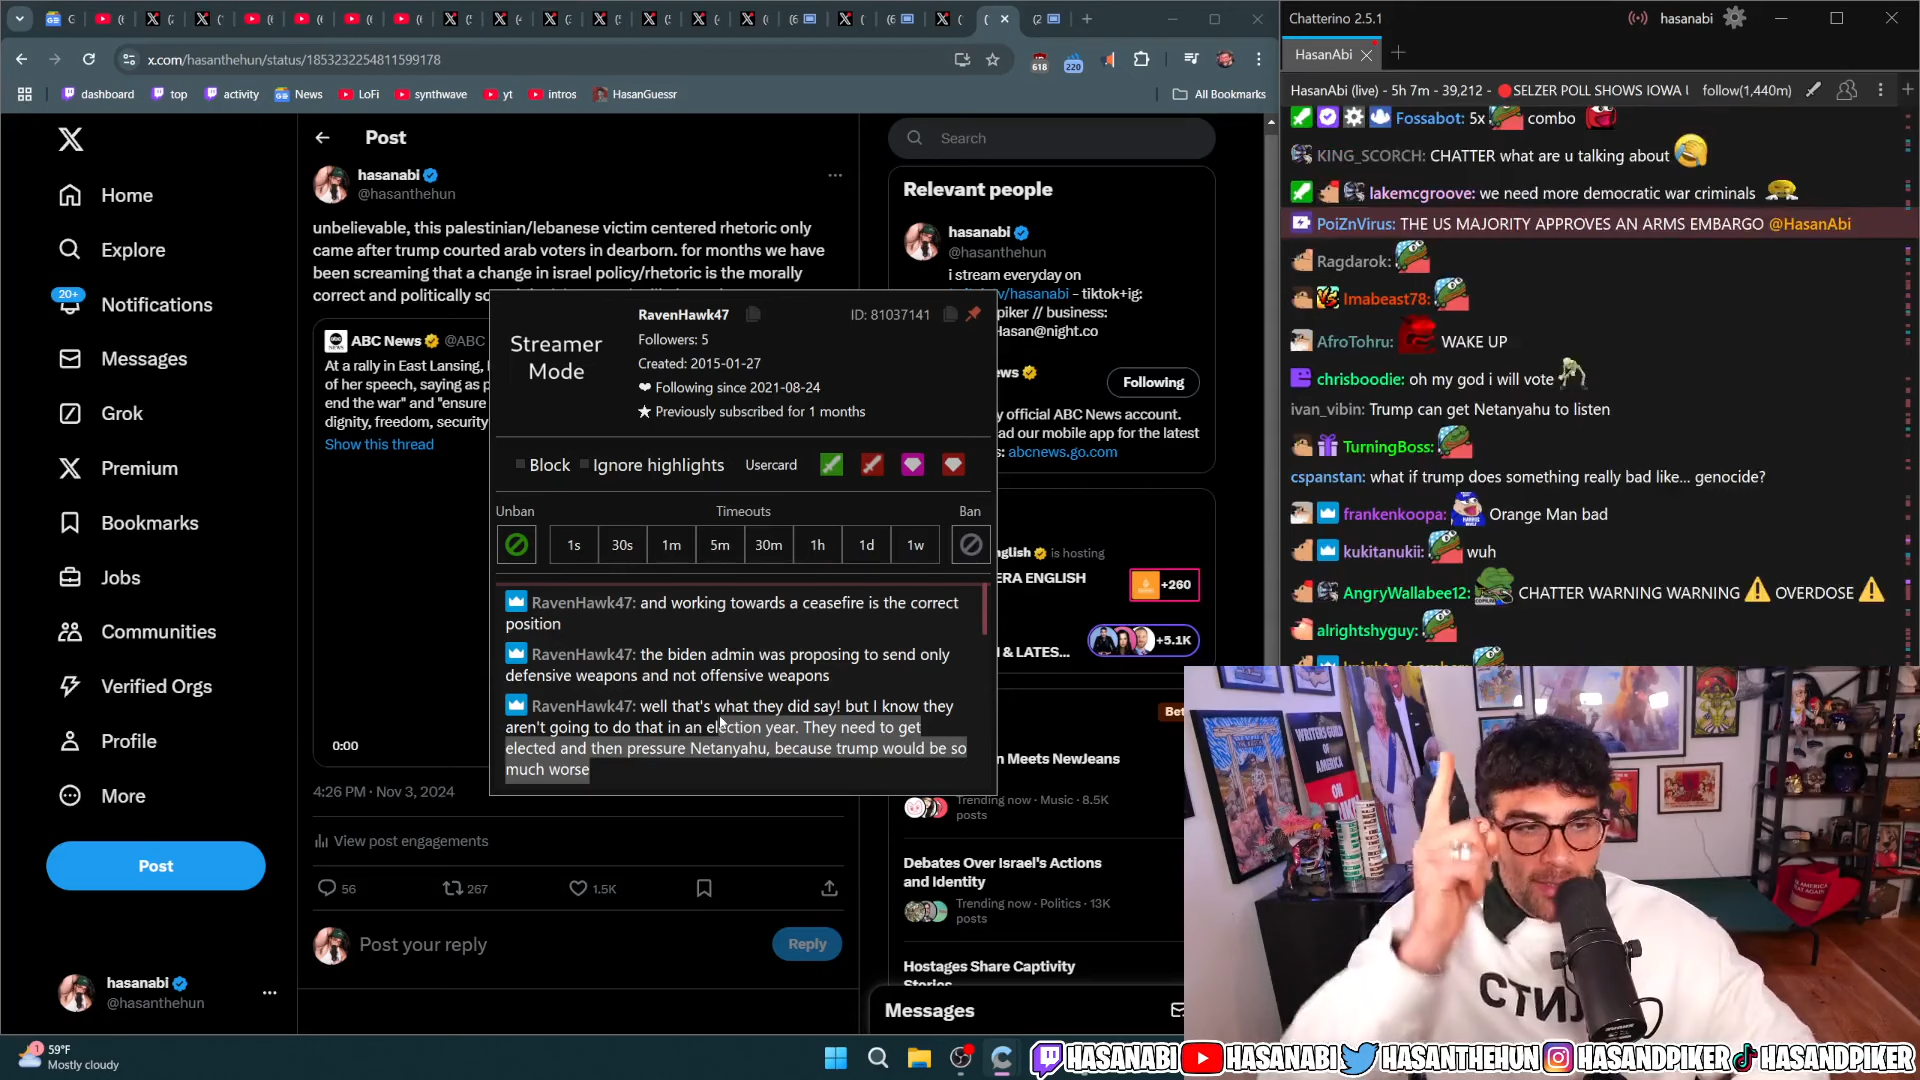 x.com/hasanthehun/status/1853232254811599178
618
220
dashboard
top
activity
News
LoFi
synthwave
yt
intros
HasanGuessr
All Bookmarks
Home
Explore
20+
Notifications
Messages
Grok
Premium
Bookmarks
Jobs
Communities
Verified Orgs
Profile
More
Post
hasanabi
@hasanthehun
Post
hasanabi
@hasanthehun
unbelievable, this palestinian/lebanese victim centered rhetoric only
came after trump courted arab voters in dearborn. for months we have
been screaming that a change in israel policy/rhetoric is the morally
correct and politically
ABC News @ABC
At a rally in East Lansing,
of her speech, saying as
end the war" and "ensure
dignity, freedom, security
Show this thread
0:00
4:26 PM · Nov 3, 2024
View post engagements
56
267
1.5K
Post your reply
Reply
Streamer
Mode
RavenHawk47
ID: 81037141
Followers: 5
Created: 2015-01-27
Following since 2021-08-24
Previously subscribed for 1 months
Block
Ignore highlights
Usercard
Unban
Timeouts
Ban
1s
30s
1m
5m
30m
1h
1d
1w
RavenHawk47: and working towards a ceasefire is the correct
position
RavenHawk47: the biden admin was proposing to send only
defensive weapons and not offensive weapons
RavenHawk47: well that's what they did say! but I know they
aren't going to do that in an election year. They need to get
elected and then pressure Netanyahu, because trump would be so
much worse
Search
Relevant people
hasanabi
@hasanthehun
i stream everyday on
/hasanabi - tiktok+ig:
piker // business:
Hasan@night.co
Following
official ABC News account.
ad our mobile app for the latest
abcnews.go.com
is hosting
ERA ENGLISH
+260
& LATES...
+5.1K
Bet
n Meets NewJeans
Trending now · Music · 8.5K
posts
Debates Over Israel's Actions
and Identity
Trending now · Politics · 13K
posts
Hostages Share Captivity
Stories
Messages
Chatterino 2.5.1
hasanabi
HasanAbi
HasanAbi (live) - 5h 7m - 39,212 - SELZER POLL SHOWS IOWA
follow(1,440m)
Fossabot: 5x combo
KING_SCORCH: CHATTER what are u talking about
lakemcgroove: we need more democratic war criminals
PoiZnVirus: THE US MAJORITY APPROVES AN ARMS EMBARGO @HasanAbi
Ragdarok:
Imabeast78:
AfroTohru: WAKE UP
chrisboodie: oh my god i will vote
ivan_vibin: Trump can get Netanyahu to listen
TurningBoss:
cspanstan: what if trump does something really bad like... genocide?
frankenkoopa: Orange Man bad
kukitanukii: wuh
AngryWallabee12: CHATTER WARNING WARNING OVERDOSE
alrightshyguy:
WRITERS GUILD OF AMERICA ON
СТИЛ
1
59°F
Mostly cloudy
HASANABI
HASANABI
HASANTHEHUN
HASANDPIKER
HASANDPIKER